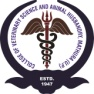 COLLEGE OF VETERINARY SCIENCE AND ANIMAL HUSBANDRY, MATHURA (U.P.)
ESTD.
1947